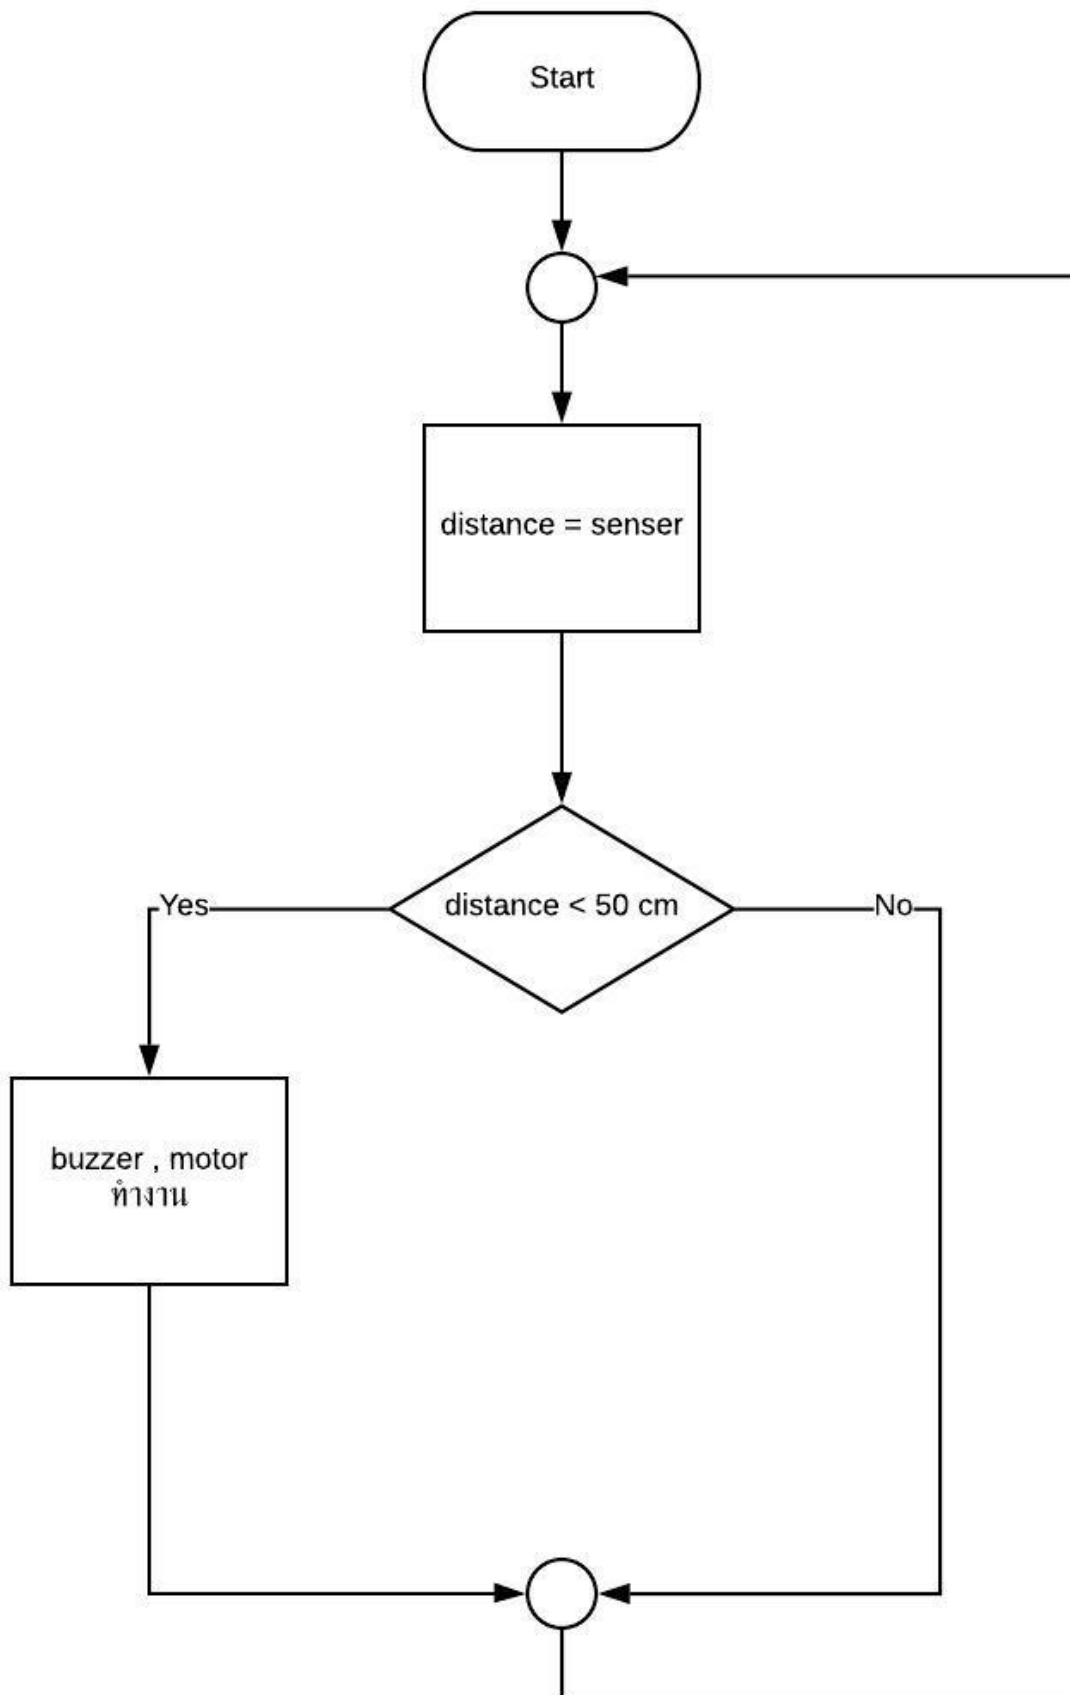 Start
distance = senser
distance < 50 cm
Yes
No
buzzer , motor
ทำงาน